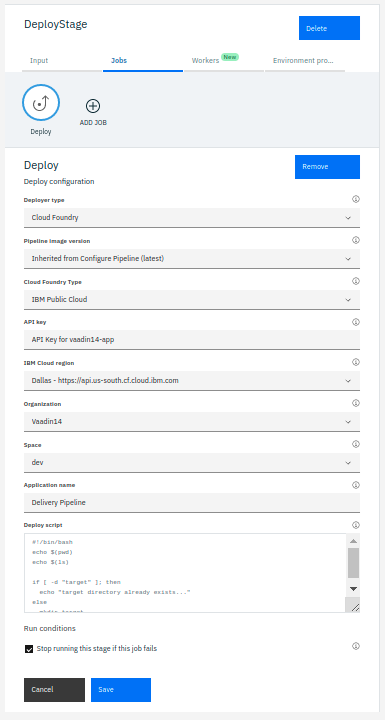 DeployStage
Delete
Input
Jobs
Workers New
Environment pro...
Deploy
ADD JOB
Deploy
Remove
Deploy configuration
Deployer type
Cloud Foundry
Pipeline image version
Inherited from Configure Pipeline (latest)
Cloud Foundry Type
IBM Public Cloud
API key
API Key for vaadin14-app
IBM Cloud region
Dallas - https://api.us-south.cf.cloud.ibm.com
Organization
Vaadin14
Space
dev
Application name
Delivery Pipeline
Deploy script
#!/bin/bash
echo $(pwd)
echo $(ls)
if [ -d "target" ]; then
echo "target directory already exists..."
else
mkdir target
Run conditions
Stop running this stage if this job fails
Cancel
Save